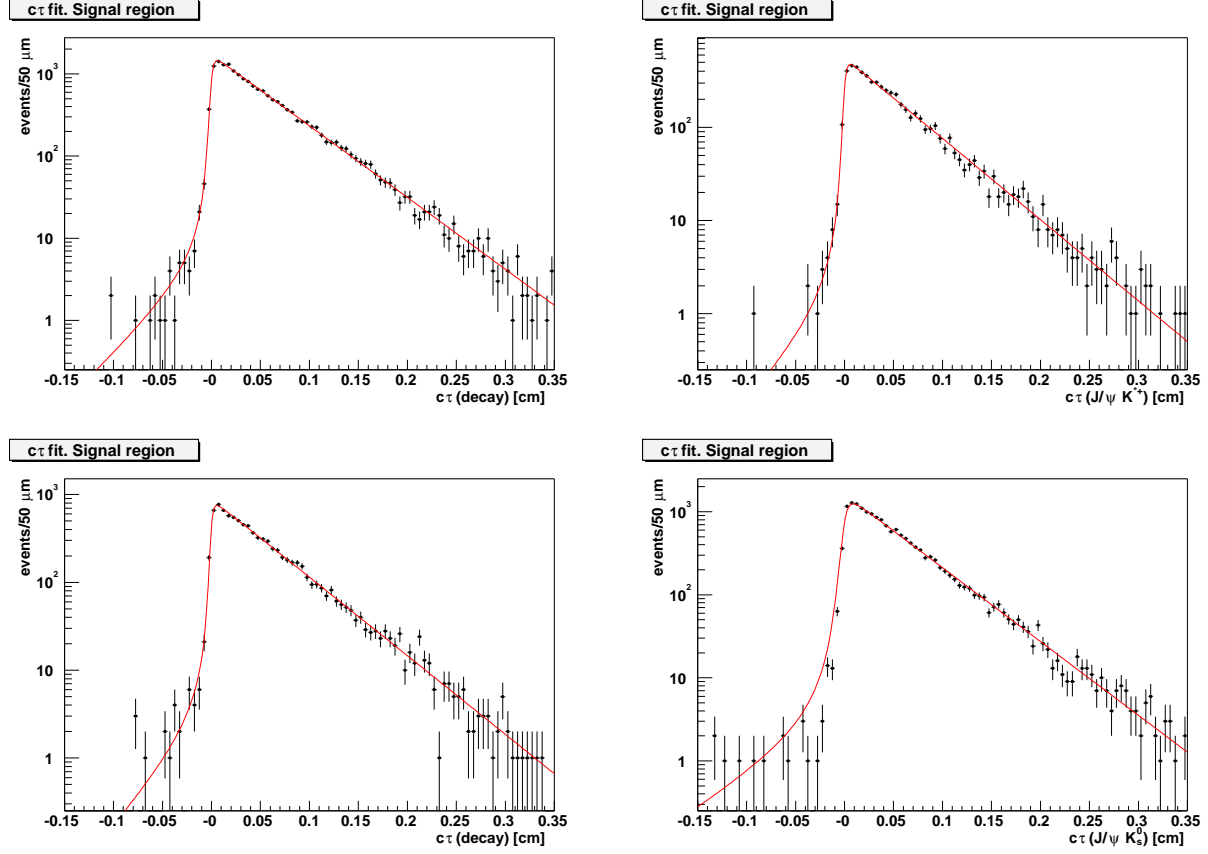 cτ fit. Signal region
events/50 μm
10³
10²
10
1
-0.15 -0.1 -0.05 -0 0.05 0.1 0.15 0.2 0.25 0.3 0.35
cτ (decay) [cm]
cτ fit. Signal region
events/50 μm
10²
10
1
-0.15 -0.1 -0.05 -0 0.05 0.1 0.15 0.2 0.25 0.3 0.35
cτ (J/ψ K*+) [cm]
cτ fit. Signal region
events/50 μm
10³
10²
10
1
-0.15 -0.1 -0.05 -0 0.05 0.1 0.15 0.2 0.25 0.3 0.35
cτ (decay) [cm]
cτ fit. Signal region
events/50 μm
10³
10²
10
1
-0.15 -0.1 -0.05 -0 0.05 0.1 0.15 0.2 0.25 0.3 0.35
cτ (J/ψ K⁰ₛ) [cm]